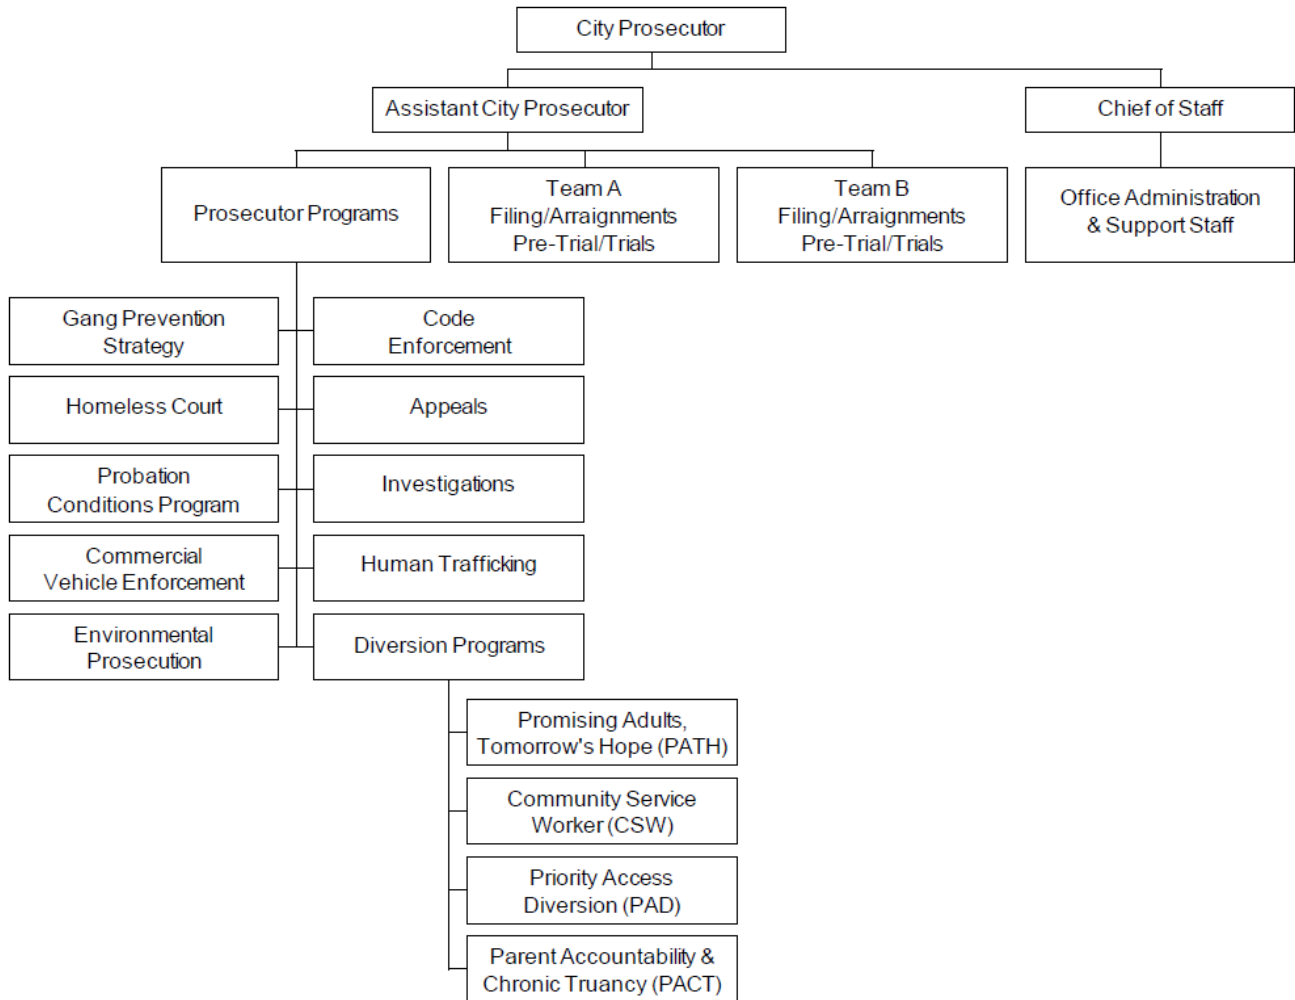 City Prosecutor
Assistant City Prosecutor
Chief of Staff
Prosecutor Programs
Team A
Filing/Arraignments
Pre-Trial/Trials
Team B
Filing/Arraignments
Pre-Trial/Trials
Office Administration
& Support Staff
Gang Prevention
Strategy
Code
Enforcement
Homeless Court
Appeals
Probation
Conditions Program
Investigations
Commercial
Vehicle Enforcement
Human Trafficking
Environmental
Prosecution
Diversion Programs
Promising Adults,
Tomorrow's Hope (PATH)
Community Service
Worker (CSW)
Priority Access
Diversion (PAD)
Parent Accountability &
Chronic Truancy (PACT)